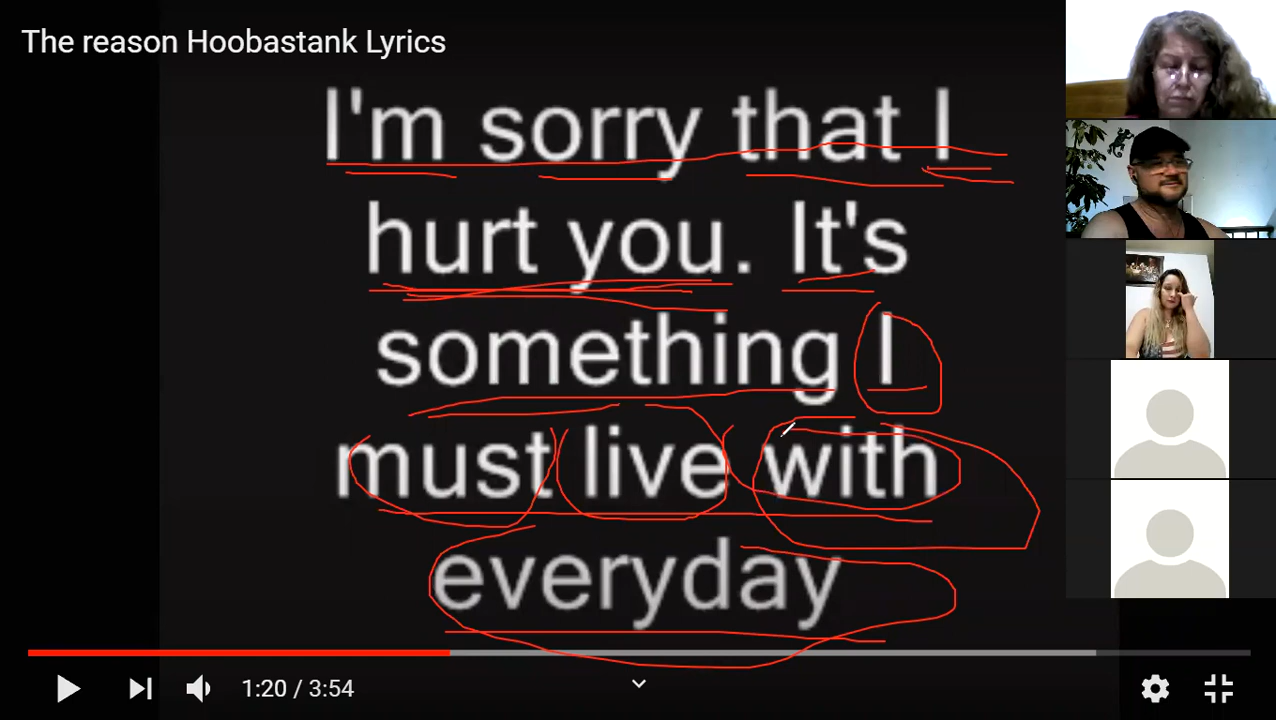 The reason Hoobastank Lyrics
I'm sorry that I
hurt you. It's
something I
must live with
everyday
1:20 / 3:54